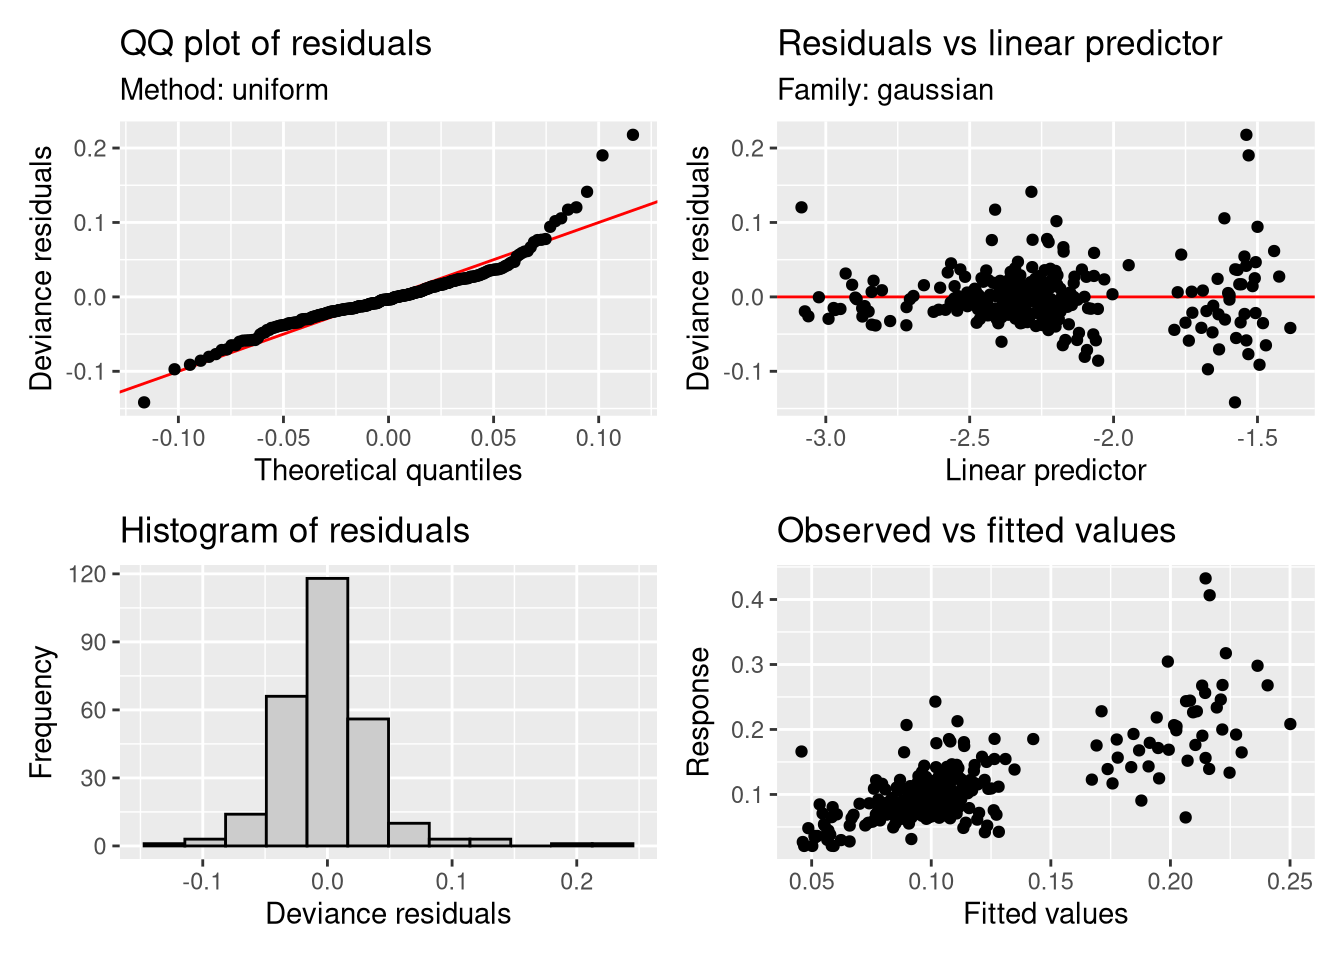 QQ plot of residuals
Method: uniform
Deviance residuals
0.2
0.1
0.0
-0.1
-0.10
-0.05
0.00
0.05
0.10
Theoretical quantiles
Residuals vs linear predictor
Family: gaussian
Deviance residuals
0.2
0.1
0.0
-0.1
-3.0
-2.5
-2.0
-1.5
Linear predictor
Histogram of residuals
Frequency
120
90
60
30
0
-0.1
0.0
0.1
0.2
Deviance residuals
Observed vs fitted values
Response
0.4
0.3
0.2
0.1
0.05
0.10
0.15
0.20
0.25
Fitted values